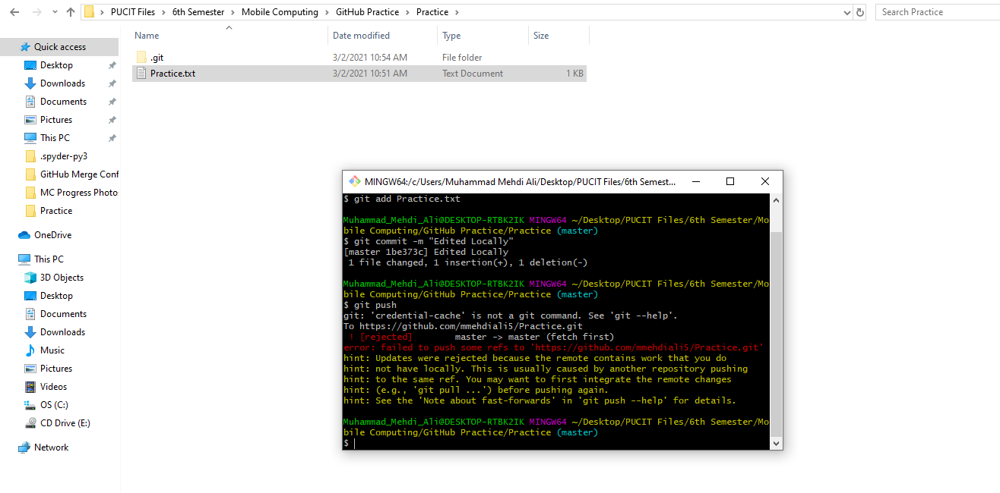 PUCIT Files > 6th Semester > Mobile Computing > GitHub Practice > Practice >
Search Practice
Name Date modified Type Size
Quick access
Desktop
Downloads
Documents
Pictures
This PC
.spyder-py3
GitHub Merge Conf
MC Progress Photo
Practice
OneDrive
This PC
3D Objects
Desktop
Documents
Downloads
Music
Pictures
Videos
OS (C:)
CD Drive (E:)
Network
.git 3/2/2021 10:54 AM File folder
Practice.txt 3/2/2021 10:51 AM Text Document 1 KB
MINGW64:/c/Users/Muhammad Mehdi Ali/Desktop/PUCIT Files/6th Semest...
$ git add Practice.txt
Muhammad_Mehdi_Ali@DESKTOP-RTBK2IK MINGW64 ~/Desktop/PUCIT Files/6th Semester/Mo
bile Computing/GitHub Practice/Practice (master)
$ git commit -m "Edited Locally"
[master 1be373c] Edited Locally
1 file changed, 1 insertion(+), 1 deletion(-)
Muhammad_Mehdi_Ali@DESKTOP-RTBK2IK MINGW64 ~/Desktop/PUCIT Files/6th Semester/Mo
bile Computing/GitHub Practice/Practice (master)
$ git push
git: 'credential-cache' is not a git command. See 'git --help'.
To https://github.com/mmehdiali5/Practice.git
! [rejected] master -> master (fetch first)
error: failed to push some refs to 'https://github.com/mmehdiali5/Practice.git'
hint: Updates were rejected because the remote contains work that you do
hint: not have locally. This is usually caused by another repository pushing
hint: to the same ref. You may want to first integrate the remote changes
hint: (e.g., 'git pull ...') before pushing again.
hint: See the 'Note about fast-forwards' in 'git push --help' for details.
Muhammad_Mehdi_Ali@DESKTOP-RTBK2IK MINGW64 ~/Desktop/PUCIT Files/6th Semester/Mo
bile Computing/GitHub Practice/Practice (master)
$